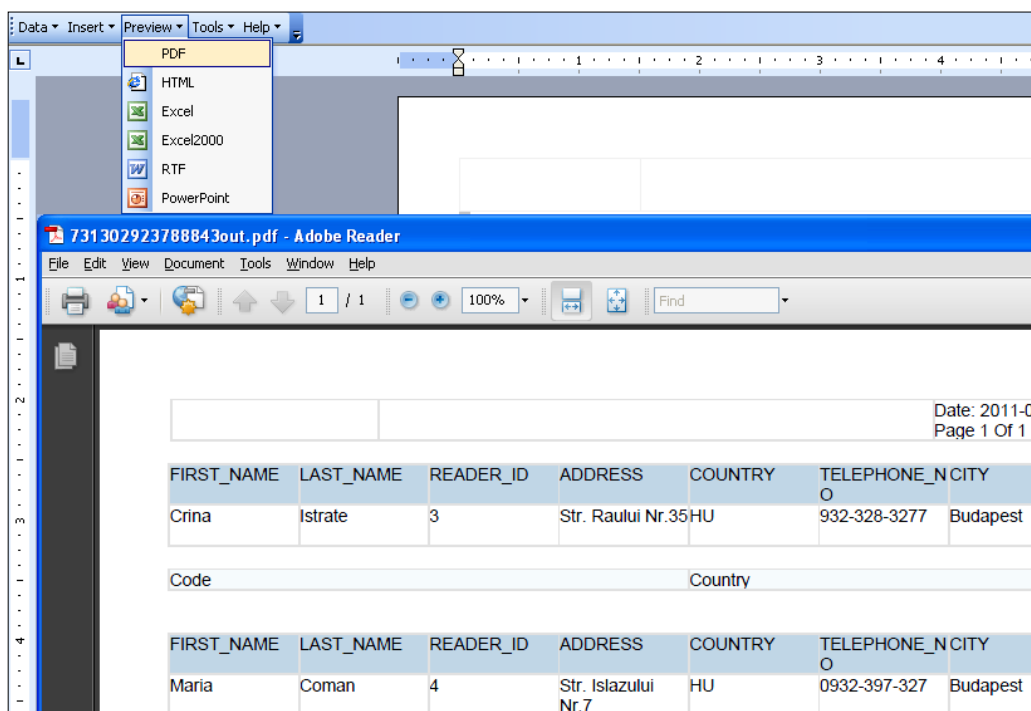 Data Insert Preview Tools Help
PDF
HTML
Excel
Excel2000
RTF
PowerPoint
1 2 3 4
731302923788843out.pdf - Adobe Reader
File Edit View Document Tools Window Help
1 / 1 100% Find
Date: 2011-0
Page 1 Of 1
FIRST_NAME LAST_NAME READER_ID ADDRESS COUNTRY TELEPHONE_N CITY
O
Crina Istrate 3 Str. Raului Nr.35 HU 932-328-3277 Budapest
Code Country
FIRST_NAME LAST_NAME READER_ID ADDRESS COUNTRY TELEPHONE_N CITY
O
Maria Coman 4 Str. Islazului HU 0932-397-327 Budapest
Nr.7
1
2
3
4